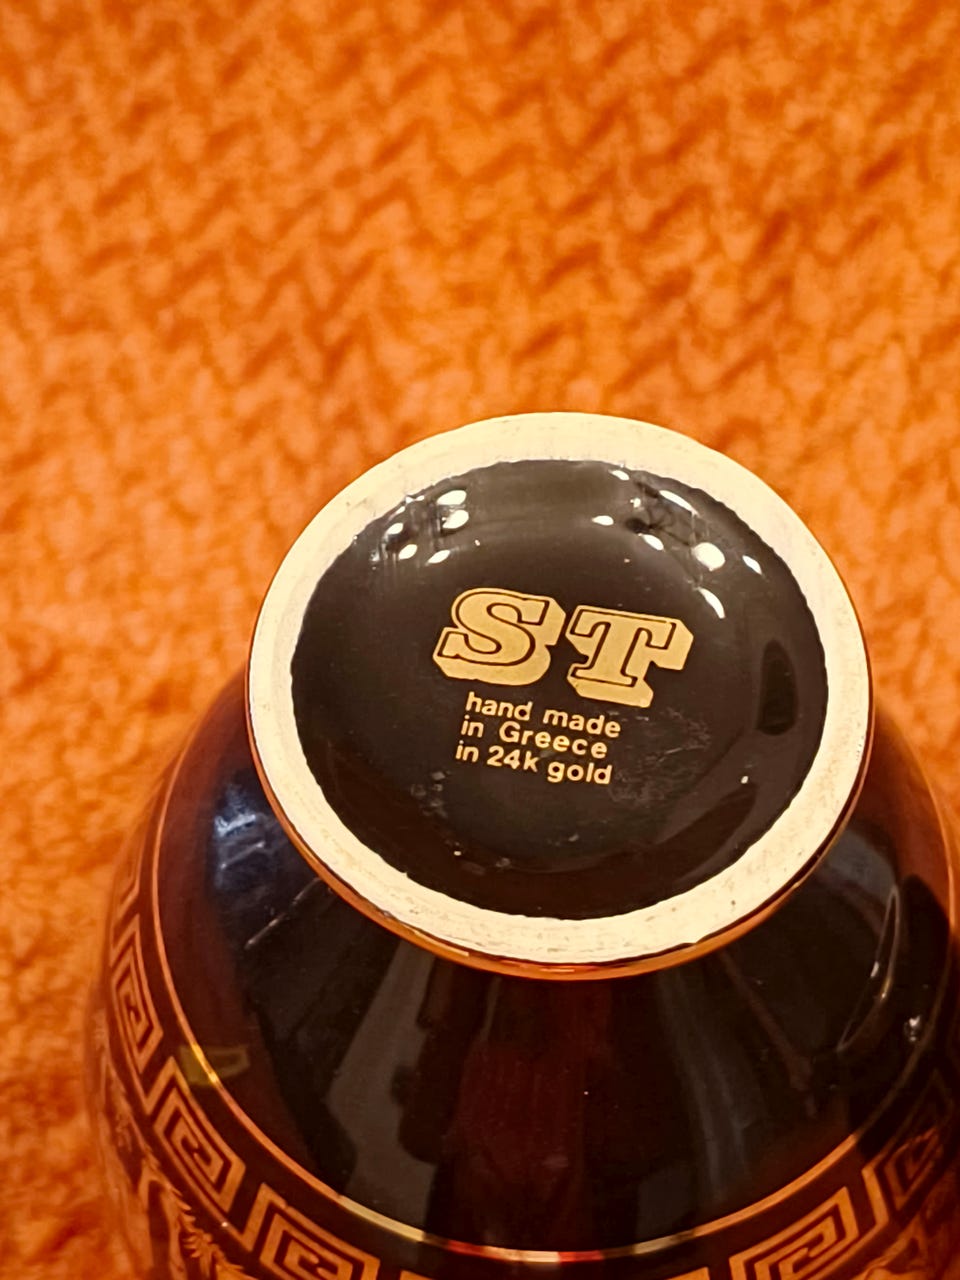 ST
hand made
in Greece
in 24k gold